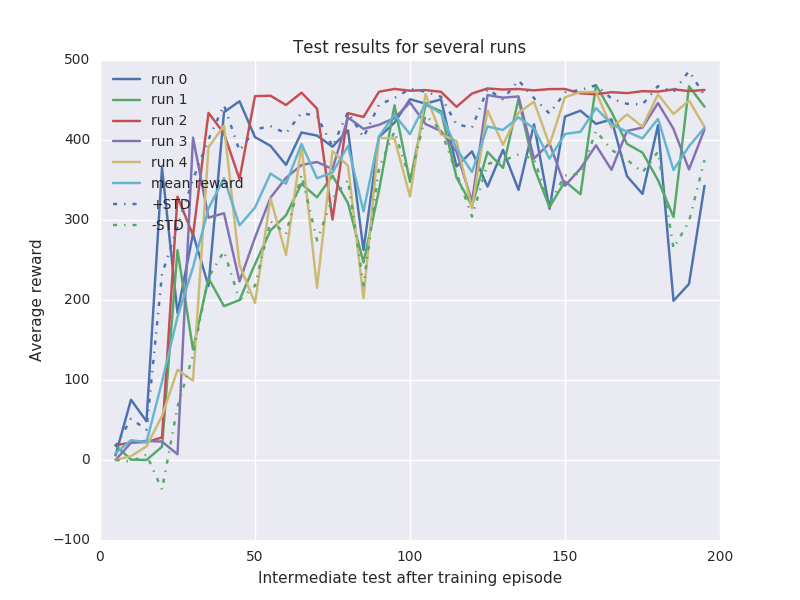 Test results for several runs
500
400
300
200
100
0
−100
Average reward
run 0
run 1
run 2
run 3
run 4
mean reward
+STD
-STD
0 50 100 150 200
Intermediate test after training episode